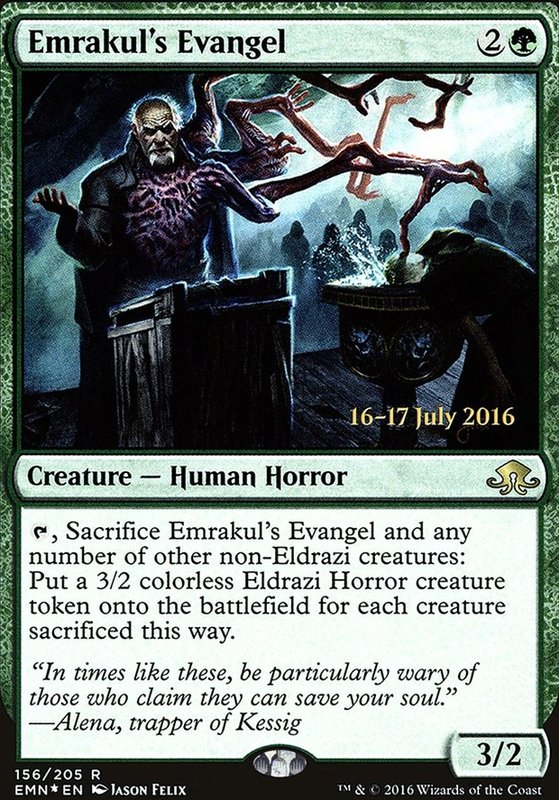 Emrakul's Evangel 2
16–17 July 2016
Creature — Human Horror
, Sacrifice Emrakul's Evangel and any
number of other non-Eldrazi creatures:
Put a 3/2 colorless Eldrazi Horror creature
token onto the battlefield for each creature
sacrificed this way.
“In times like these, be particularly wary of
those who claim they can save your soul.”
—Alena, trapper of Kessig
3/2
156/205 R
EMN★EN Jason Felix
™ & © 2016 Wizards of the Coast